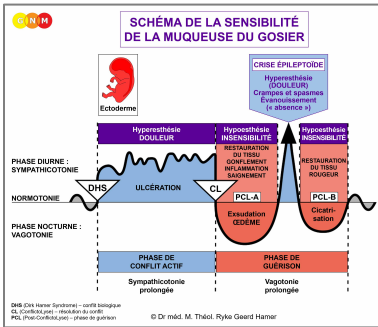 GNM
SCHÉMA DE LA SENSIBILITÉ
DE LA MUQUEUSE DU GOSIER
Ectoderme
CRISE ÉPILEPTOÏDE
Hyperesthésie
(DOULEUR)
Crampes et spasmes
Évanouissement
(« absence »)
Hyperesthésie
DOULEUR
Hypoesthésie
INSENSIBILITÉ
Hypoesthésie
INSENSIBILITÉ
RESTAURATION
DU TISSU
GONFLEMENT
INFLAMMATION
SAIGNEMENT
RESTAURATION
DU TISSU
ROUGEUR
PHASE DIURNE :
SYMPATHICOTONIE
DHS
ULCÉRATION
CL
PCL-A
PCL-B
NORMOTONIE
Exsudation
ŒDÈME
Cicatri-
sation
PHASE NOCTURNE :
VAGOTONIE
PHASE DE
CONFLIT ACTIF
PHASE DE
GUÉRISON
Sympathicotonie
prolongée
Vagotonie
prolongée
DHS (Dirk Hamer Syndrome) – conflit biologique
CL (ConflictoLyse) – résolution du conflit
PCL (Post-ConflictoLyse) – phase de guérison
© Dr méd. M. Théol. Ryke Geerd Hamer